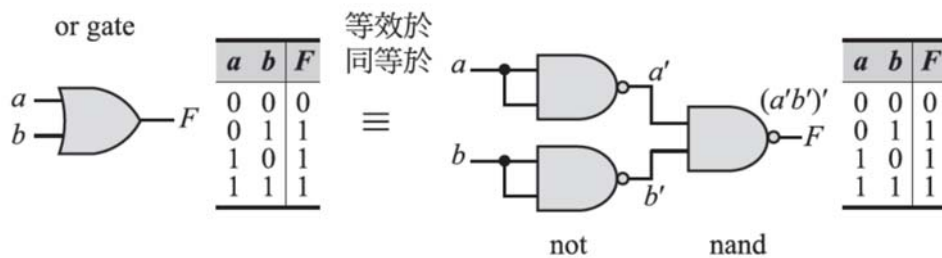 or gate
a b F
0 0 0
0 1 1
1 0 1
1 1 1
a
b
F
等效於
同等於
≡
a
a′
b
b′
(a′b′)′
F
not
nand
a b F
0 0 0
0 1 1
1 0 1
1 1 1